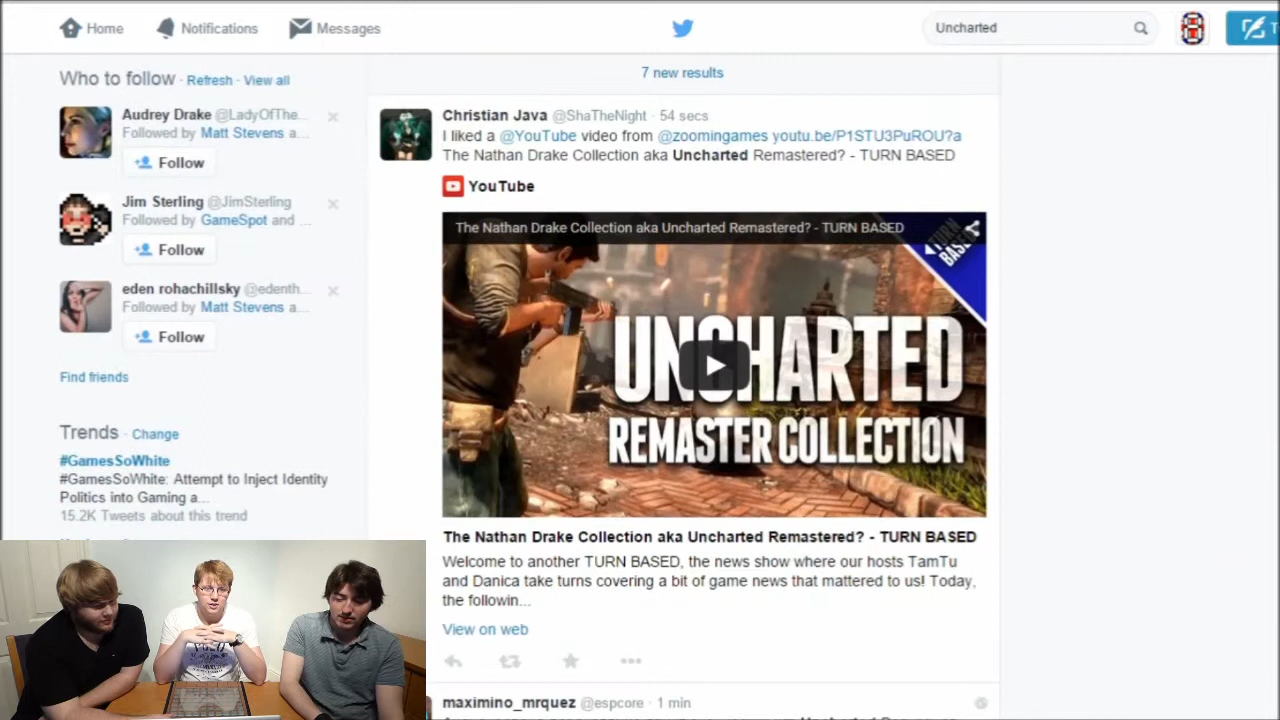 Home Notifications Messages Uncharted T
Who to follow · Refresh · View all
Audrey Drake @LadyOfThe...
Followed by Matt Stevens a...
Follow
Jim Sterling @JimSterling
Followed by GameSpot and ...
Follow
eden rohachillsky @edenth...
Followed by Matt Stevens a...
Follow
Find friends
Trends · Change
#GamesSoWhite
#GamesSoWhite: Attempt to Inject Identity
Politics into Gaming a...
15.2K Tweets about this trend
7 new results
Christian Java @ShaTheNight · 54 secs
I liked a @YouTube video from @zoomingames youtu.be/P1STU3PuROU?a
The Nathan Drake Collection aka Uncharted Remastered? - TURN BASED
YouTube
The Nathan Drake Collection aka Uncharted Remastered? - TURN BASED
TURN
BASED
UNCHARTED
REMASTER COLLECTION
The Nathan Drake Collection aka Uncharted Remastered? - TURN BASED
Welcome to another TURN BASED, the news show where our hosts TamTu
and Danica take turns covering a bit of game news that mattered to us! Today,
the followin...
View on web
maximino_mrquez @espcore · 1 min